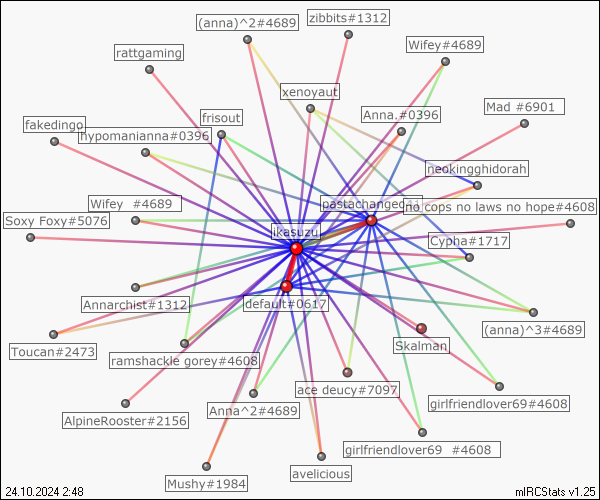 (anna)^2#4689
zibbits#1312
Wifey#4689
rattgaming
xenoyaut
Mad #6901
frisout
Anna.#0396
fakedingo
hypomanianna#0396
neokingghidorah
Wifey #4689
no cops no laws no hope#4608
Soxy Foxy#5076
ikasuzu
Cypha#1717
Annarchist#1312
default#0617
(anna)^3#4689
Toucan#2473
ramshackle gorey#4608
Skalman
ace deucy#7097
girlfriendlover69#4608
AlpineRooster#2156
Anna^2#4689
girlfriendlover69 #4608
avelicious
Mushy#1984
24.10.2024 2:48
mIRCStats v1.25